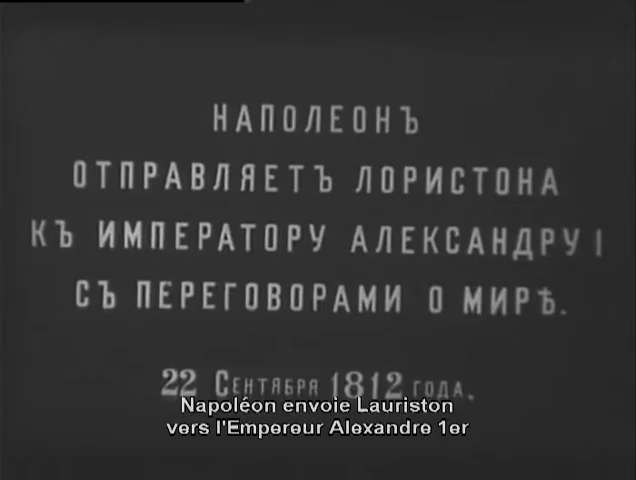 НАПОЛЕОНЪ
ОТПРАВЛЯЕТЪ ЛОРИСТОНА
КЪ ИМПЕРАТОРУ АЛЕКСАНДРУ I
СЪ ПЕРЕГОВОРАМИ О МИРѢ.
22 СЕНТЯБРЯ 1812 ГОДА.
Napoléon envoie Lauriston
vers l'Empereur Alexandre 1er